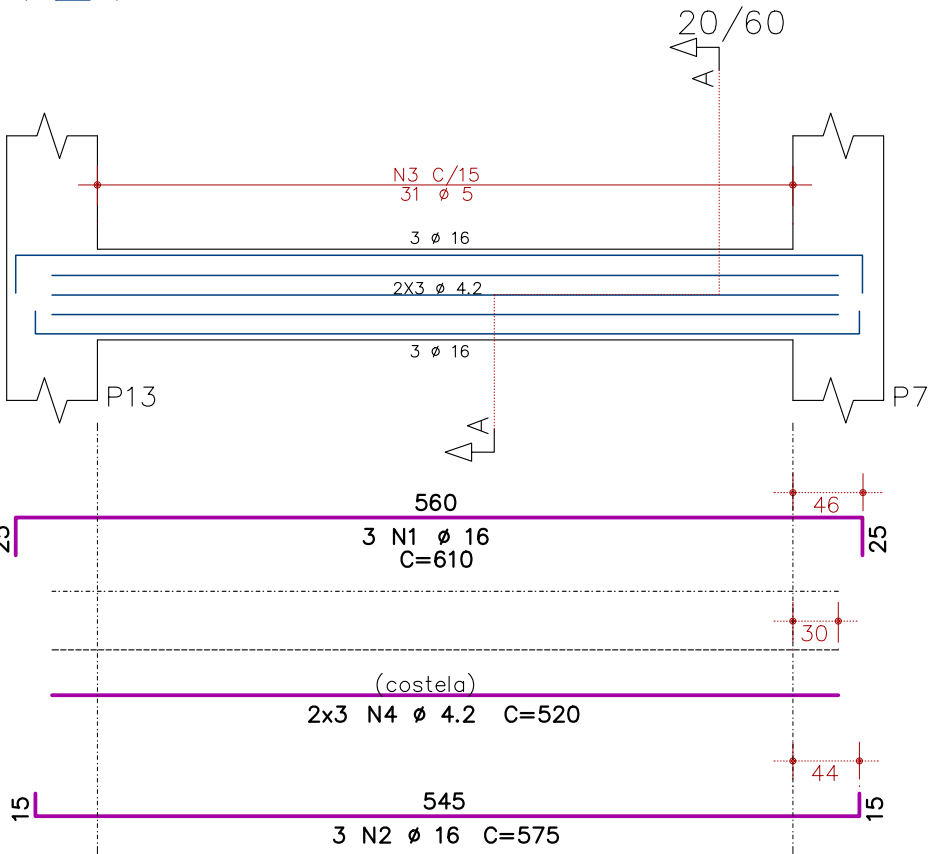 20/60
A
N3 C/15
31 ø 5
3 ø 16
2X3 ø 4.2
3 ø 16
P13
P7
A
560
46
25
25
3 N1 ø 16
C=610
30
(costela)
2x3 N4 ø 4.2 C=520
44
545
15
15
3 N2 ø 16 C=575